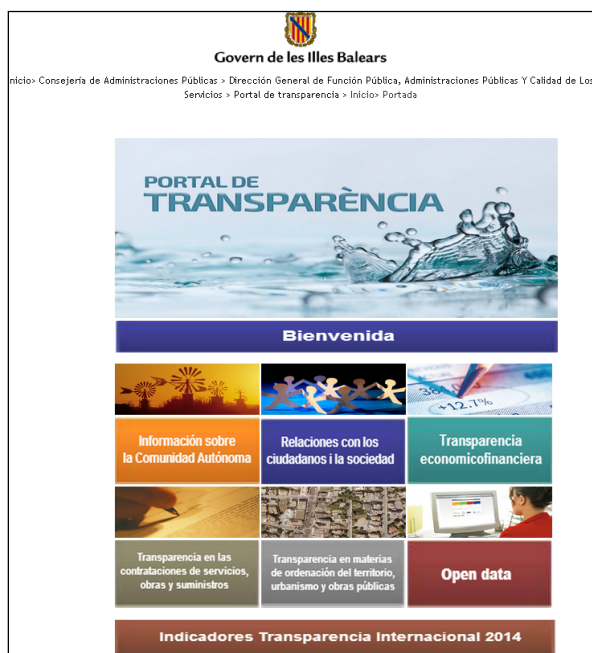 Govern de les Illes Balears
nicio> Consejería de Administraciones Públicas > Dirección General de Función Pública, Administraciones Públicas Y Calidad de Los
Servicios > Portal de transparencia > Inicio> Portada
PORTAL DE
TRANSPARÈNCIA
Bienvenida
+12.7%
Información sobre
la Comunidad Autónoma
Relaciones con los
ciudadanos i la sociedad
Transparencia
economicofinanciera
Transparencia en las
contrataciones de servicios,
obras y suministros
Transparencia en materias
de ordenación del territorio,
urbanismo y obras públicas
Open data
Indicadores Transparencia Internacional 2014